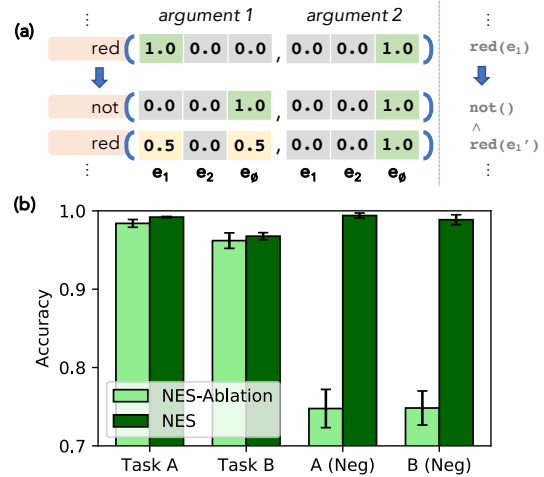 (a)
argument 1 argument 2
⋮ ⋮
red ( 1.0 0.0 0.0 , 0.0 0.0 1.0 ) red(e₁)
not ( 0.0 0.0 1.0 , 0.0 0.0 1.0 ) not()
^
red ( 0.5 0.0 0.5 , 0.0 0.0 1.0 ) red(e₁')
⋮ e₁ e₂ eø e₁ e₂ eø ⋮
(b)
Accuracy
1.0
0.9
0.8
0.7
NES-Ablation
NES
Task A Task B A (Neg) B (Neg)